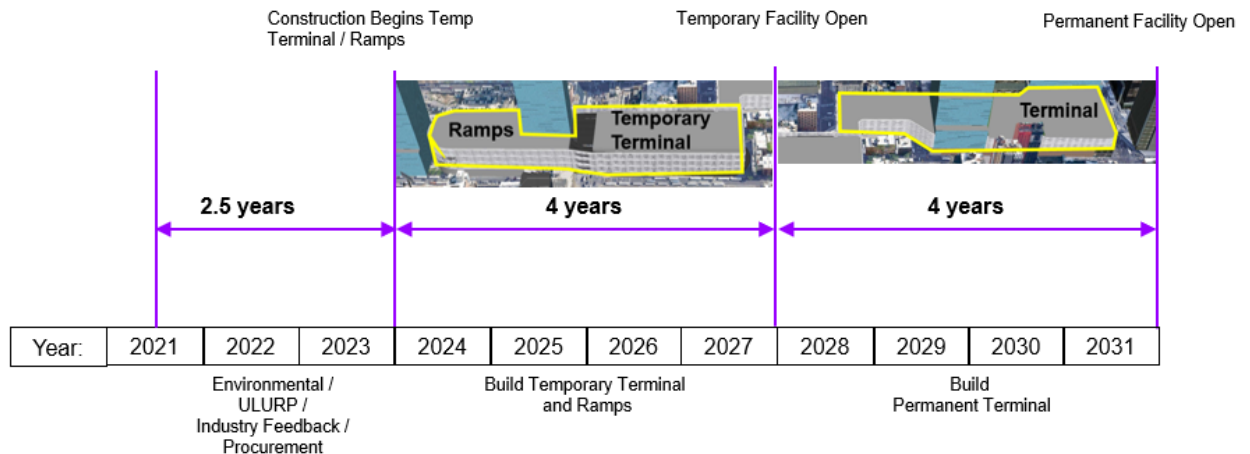 Construction Begins Temp
Terminal / Ramps
Temporary Facility Open
Permanent Facility Open
Ramps
Temporary
Terminal
Terminal
2.5 years
4 years
4 years
Year: 2021 2022 2023 2024 2025 2026 2027 2028 2029 2030 2031
Environmental /
ULURP /
Industry Feedback /
Procurement
Build Temporary Terminal
and Ramps
Build
Permanent Terminal